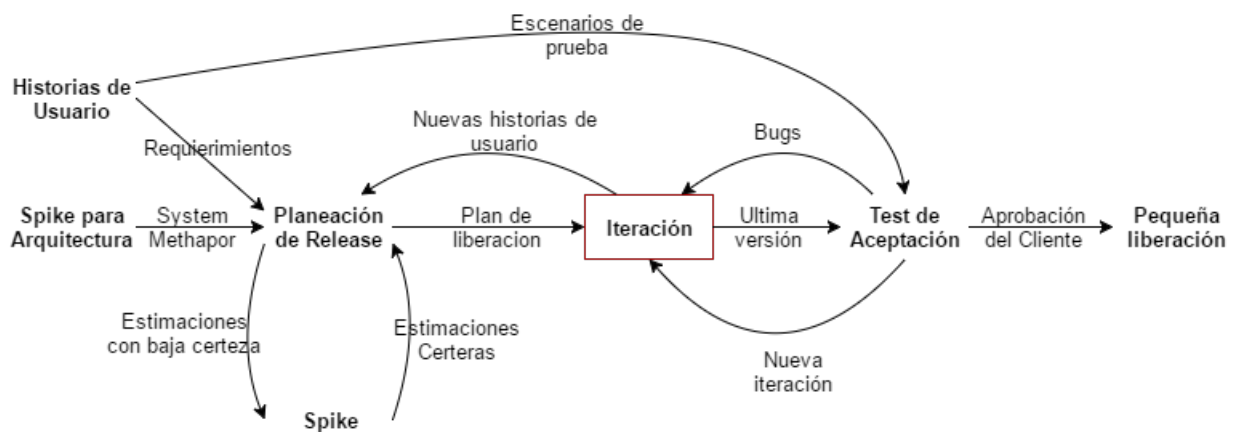 Escenarios de
prueba
Historias de
Usuario
Requierimientos
Nuevas historias de
usuario
Bugs
Spike para
Arquitectura
System
Methapor
Planeación
de Release
Plan de
liberacion
Iteración
Ultima
versión
Test de
Aceptación
Aprobación
del Cliente
Pequeña
liberación
Estimaciones
con baja certeza
Estimaciones
Certeras
Nueva
iteración
Spike